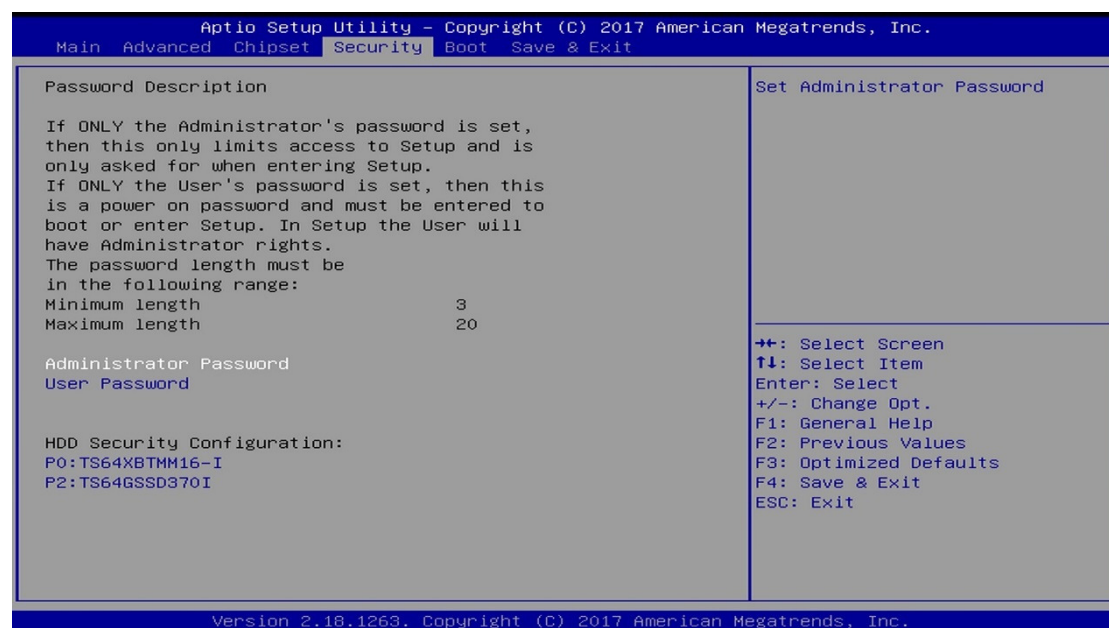 Aptio Setup Utility – Copyright (C) 2017 American Megatrends, Inc.
Main Advanced Chipset Security Boot Save & Exit
Password Description
If ONLY the Administrator's password is set,
then this only limits access to Setup and is
only asked for when entering Setup.
If ONLY the User's password is set, then this
is a power on password and must be entered to
boot or enter Setup. In Setup the User will
have Administrator rights.
The password length must be
in the following range:
Minimum length 3
Maximum length 20
Administrator Password
User Password
HDD Security Configuration:
P0:TS64XBTMM16-I
P2:TS64GSSD370I
Set Administrator Password
→←: Select Screen
↑↓: Select Item
Enter: Select
+/-: Change Opt.
F1: General Help
F2: Previous Values
F3: Optimized Defaults
F4: Save & Exit
ESC: Exit
Version 2.18.1263. Copyright (C) 2017 American Megatrends, Inc.